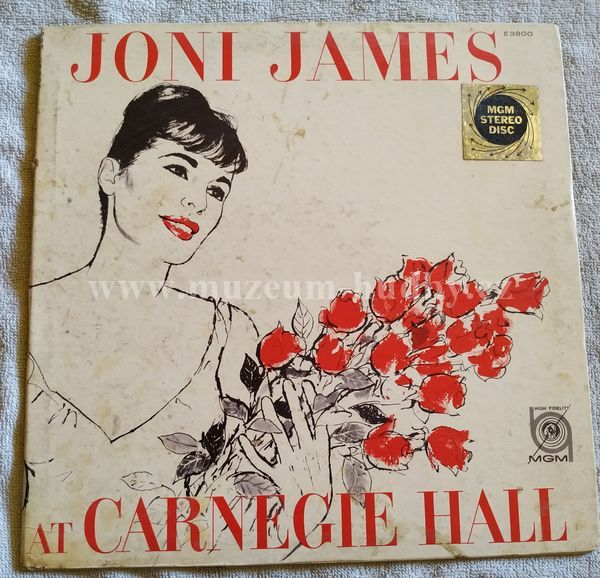 E3800
JONI JAMES
MGM
STEREO
DISC
www.muzeum-hudby.cz
HIGH FIDELITY
MGM
AT CARNEGIE HALL